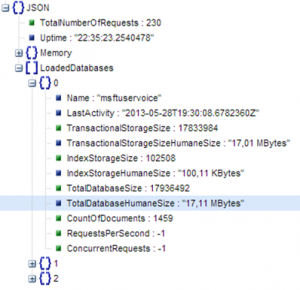 JSON
TotalNumberOfRequests : 230
Uptime : "22:35:23.2540478"
Memory
LoadedDatabases
0
Name : "msftuservoice"
LastActivity : "2013-05-28T19:30:08.6782360Z"
TransactionalStorageSize : 17833984
TransactionalStorageSizeHumaneSize : "17,01 MBytes"
IndexStorageSize : 102508
IndexStorageHumaneSize : "100,11 KBytes"
TotalDatabaseSize : 17936492
TotalDatabaseHumaneSize : "17,11 MBytes"
CountOfDocuments : 1459
RequestsPerSecond : -1
ConcurrentRequests : -1
1
2